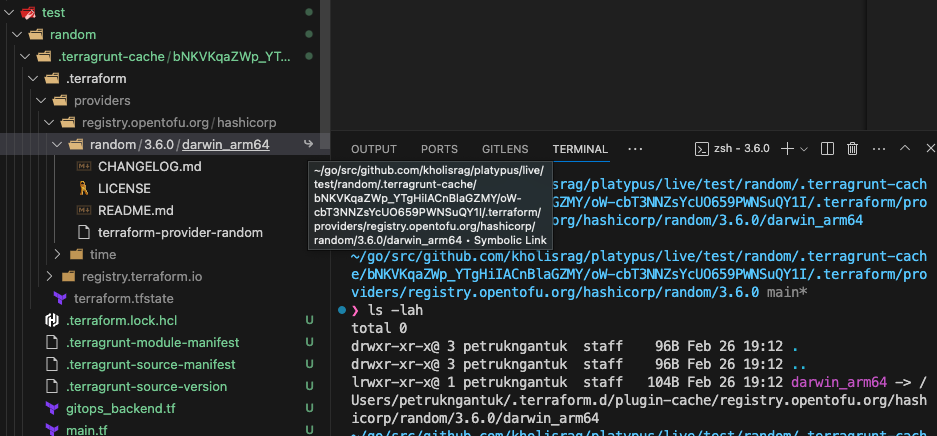 test
random
.terragrunt-cache / bNKVKqaZWp_YT...
.terraform
providers
registry.opentofu.org / hashicorp
random / 3.6.0 / darwin_arm64
CHANGELOG.md
LICENSE
README.md
terraform-provider-random
time
registry.terraform.io
terraform.tfstate
.terraform.lock.hcl U
.terragrunt-module-manifest U
.terragrunt-source-manifest U
.terragrunt-source-version U
gitops_backend.tf U
main.tf U
~/go/src/github.com/kholisrag/platypus/live/
test/random/.terragrunt-cache/
bNKVKqaZWp_YTgHiIACnBlaGZMY/oW-
cbT3NNZsYcUO659PWNSuQY1I/.terraform/
providers/registry.opentofu.org/hashicorp/
random/3.6.0/darwin_arm64 • Symbolic Link
OUTPUT PORTS GITLENS TERMINAL ···
zsh - 3.6.0
srag/platypus/live/test/random/.terragrunt-cach
ZMY/oW-cbT3NNZsYcUO659PWNSuQY1I/.terraform/pro
/hashicorp/random/3.6.0/darwin_arm64
~/go/src/github.com/kholisrag/platypus/live/test/random/.terragrunt-cach
e/bNKVKqaZWp_YTgHiIACnBlaGZMY/oW-cbT3NNZsYcUO659PWNSuQY1I/.terraform/pro
viders/registry.opentofu.org/hashicorp/random/3.6.0 main*
❯ ls -lah
total 0
drwxr-xr-x@ 3 petrukngantuk staff 96B Feb 26 19:12 .
drwxr-xr-x@ 3 petrukngantuk staff 96B Feb 26 19:12 ..
lrwxr-xr-x@ 1 petrukngantuk staff 104B Feb 26 19:12 darwin_arm64 -> /
Users/petrukngantuk/.terraform.d/plugin-cache/registry.opentofu.org/hash
icorp/random/3.6.0/darwin_arm64
~/go/src/github.com/kholisrag/platypus/live/test/random/.terragrunt-cach